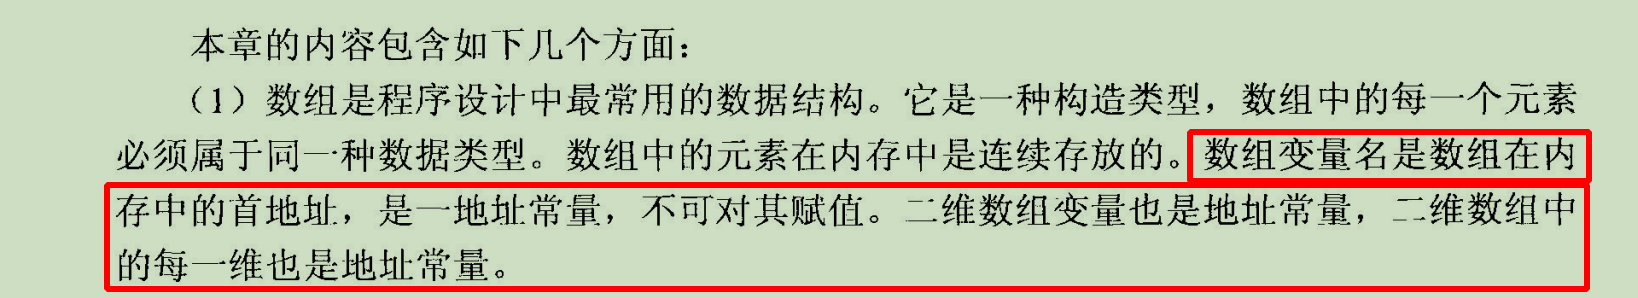 本章的内容包含如下几个方面：
（1）数组是程序设计中最常用的数据结构。它是一种构造类型，数组中的每一个元素
必须属于同一种数据类型。数组中的元素在内存中是连续存放的。数组变量名是数组在内
存中的首地址，是一地址常量，不可对其赋值。二维数组变量也是地址常量，二维数组中
的每一维也是地址常量。